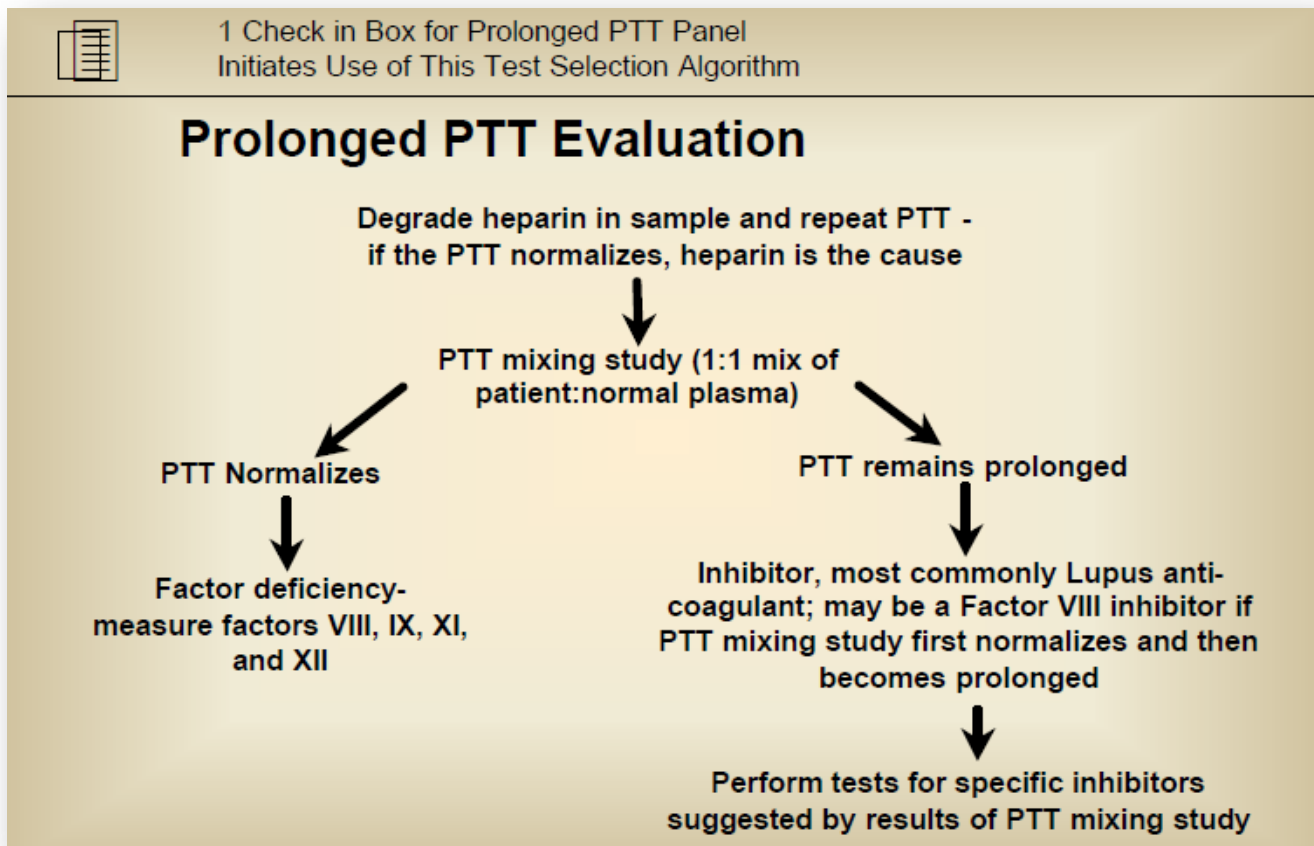 1 Check in Box for Prolonged PTT Panel
Initiates Use of This Test Selection Algorithm
Prolonged PTT Evaluation
Degrade heparin in sample and repeat PTT -
if the PTT normalizes, heparin is the cause
PTT mixing study (1:1 mix of
patient:normal plasma)
PTT Normalizes
PTT remains prolonged
Factor deficiency-
measure factors VIII, IX, XI,
and XII
Inhibitor, most commonly Lupus anti-
coagulant; may be a Factor VIII inhibitor if
PTT mixing study first normalizes and then
becomes prolonged
Perform tests for specific inhibitors
suggested by results of PTT mixing study